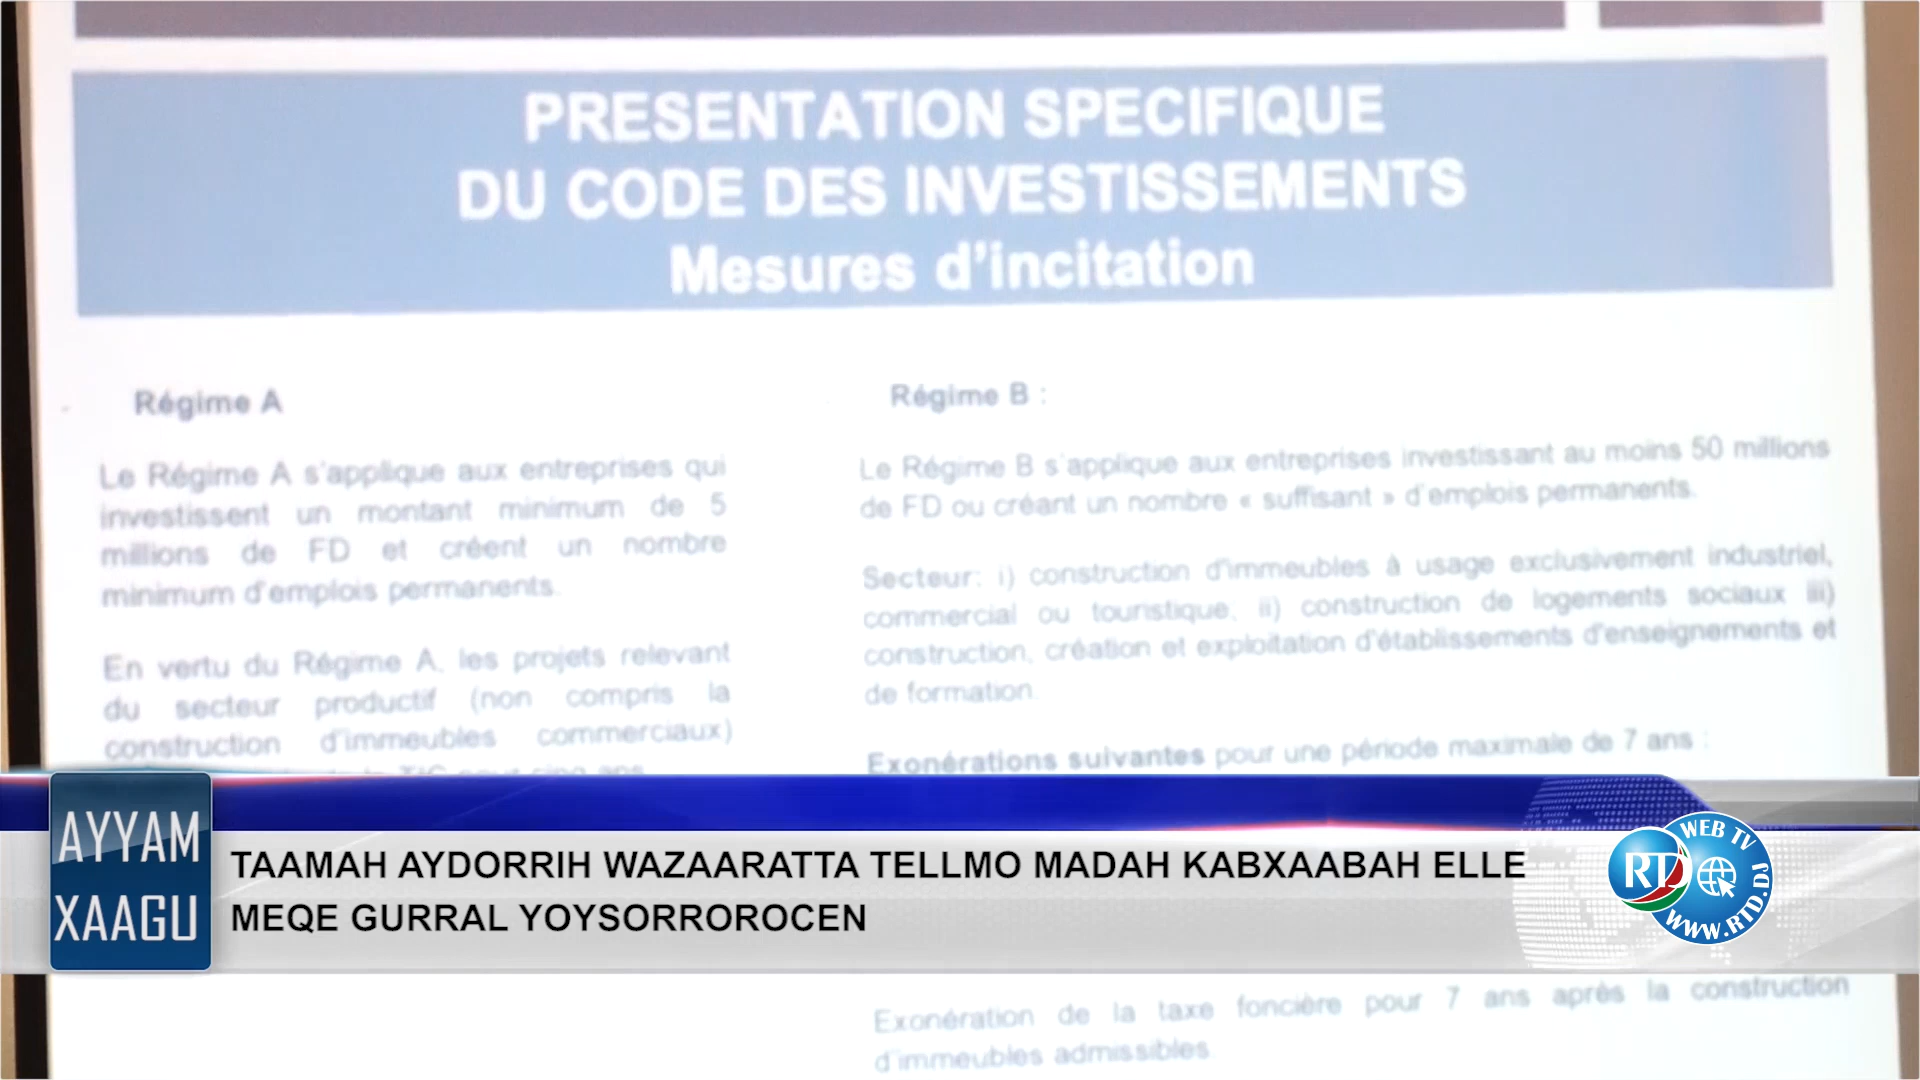 PRESENTATION SPECIFIQUE
DU CODE DES INVESTISSEMENTS
Mesures d'incitation
Régime A
Le Régime A s'applique aux entreprises qui
investissent un montant minimum de 5
millions de FD et créent un nombre
minimum d'emplois permanents.
En vertu du Régime A, les projets relevant
du secteur productif (non compris la
construction d'immeubles commerciaux)
Régime B :
Le Régime B s'applique aux entreprises investissant au moins 50 millions
de FD ou créant un nombre « suffisant » d'emplois permanents.
Secteur: i) construction d'immeubles à usage exclusivement industriel,
commercial ou touristique; ii) construction de logements sociaux iii)
construction, création et exploitation d'établissements d'enseignements et
de formation.
Exonérations suivantes pour une période maximale de 7 ans :
AYYAM
XAAGU
TAAMAH AYDORRIH WAZAARATTA TELLMO MADAH KABXAABAH ELLE
MEQE GURRAL YOYSORROROCEN
WEB TV
RTD
WWW.RTD.DJ
Exonération de la taxe foncière pour 7 ans après la construction
d'immeubles admissibles